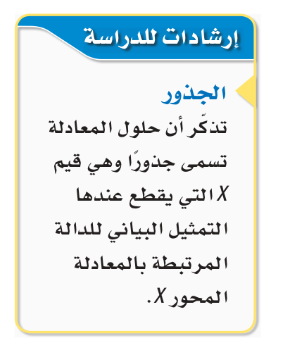 إرشادات للدراسة
الجذور
تذكّر أن حلول المعادلة
تسمى جذورًا وهي قيم
X التي يقطع عندها
التمثيل البياني للدالة
المرتبطة بالمعادلة
المحور X.